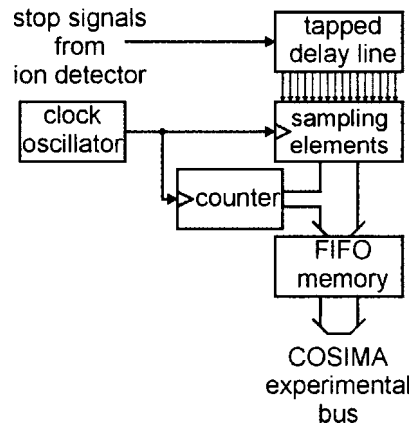 stop signals
from
ion detector
tapped
delay line
clock
oscillator
sampling
elements
counter
FIFO
memory
COSIMA
experimental
bus